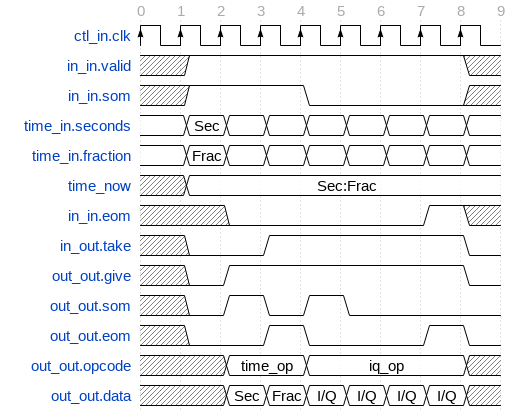 0 1 2 3 4 5 6 7 8 9
ctl_in.clk
in_in.valid
in_in.som
time_in.seconds Sec
time_in.fraction Frac
time_now Sec:Frac
in_in.eom
in_out.take
out_out.give
out_out.som
out_out.eom
out_out.opcode time_op iq_op
out_out.data Sec Frac I/Q I/Q I/Q I/Q